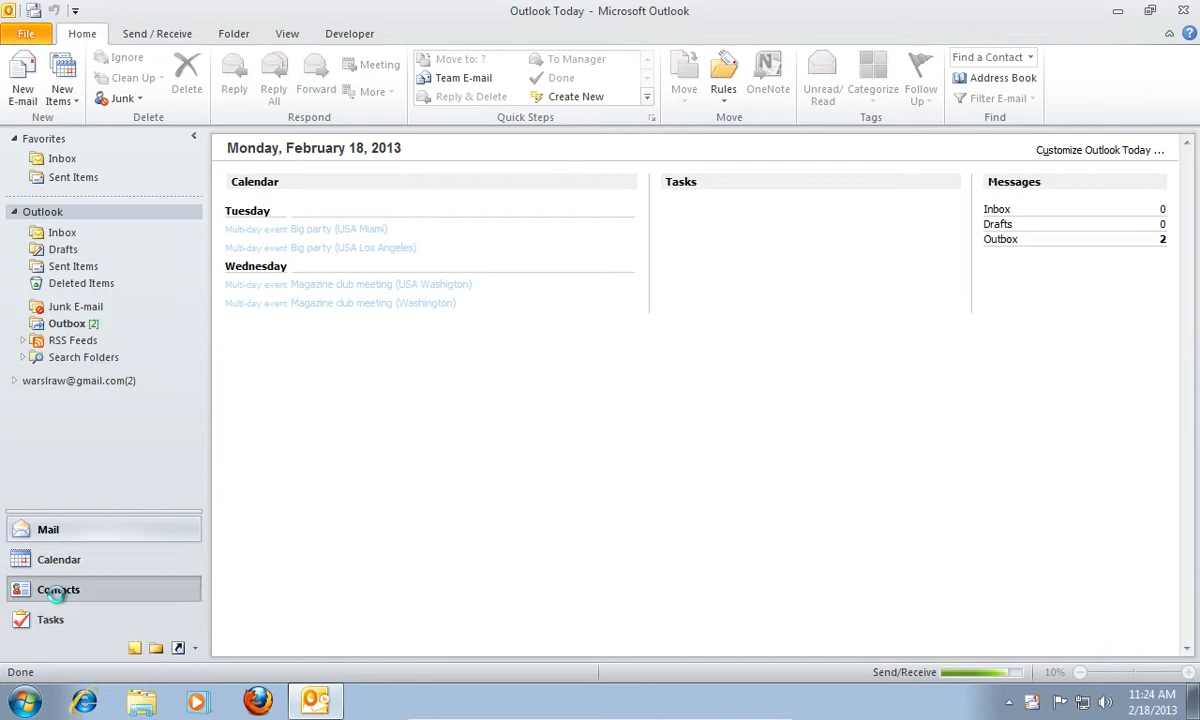 Outlook Today - Microsoft Outlook
File Home Send / Receive Folder View Developer
New E-mail
New Items
New
Ignore
Clean Up
Junk
Delete
Delete
Reply
Reply All
Forward
Meeting
More
Respond
Move to: ?
Team E-mail
Reply & Delete
To Manager
Done
Create New
Quick Steps
Move
Rules
OneNote
Move
Unread/ Read
Categorize
Follow Up
Tags
Find a Contact
Address Book
Filter E-mail
Find
Favorites
Inbox
Sent Items
Outlook
Inbox
Drafts
Sent Items
Deleted Items
Junk E-mail
Outbox [2]
RSS Feeds
Search Folders
warslraw@gmail.com(2)
Mail
Calendar
Contacts
Tasks
Monday, February 18, 2013
Customize Outlook Today ...
Calendar
Tuesday
Multi-day event Big party (USA Miami)
Multi-day event Big party (USA Los Angeles)
Wednesday
Multi-day event Magazine club meeting (USA Washigton)
Multi-day event Magazine club meeting (Washington)
Tasks
Messages
Inbox 0
Drafts 0
Outbox 2
Done
Send/Receive
10%
11:24 AM
2/18/2013